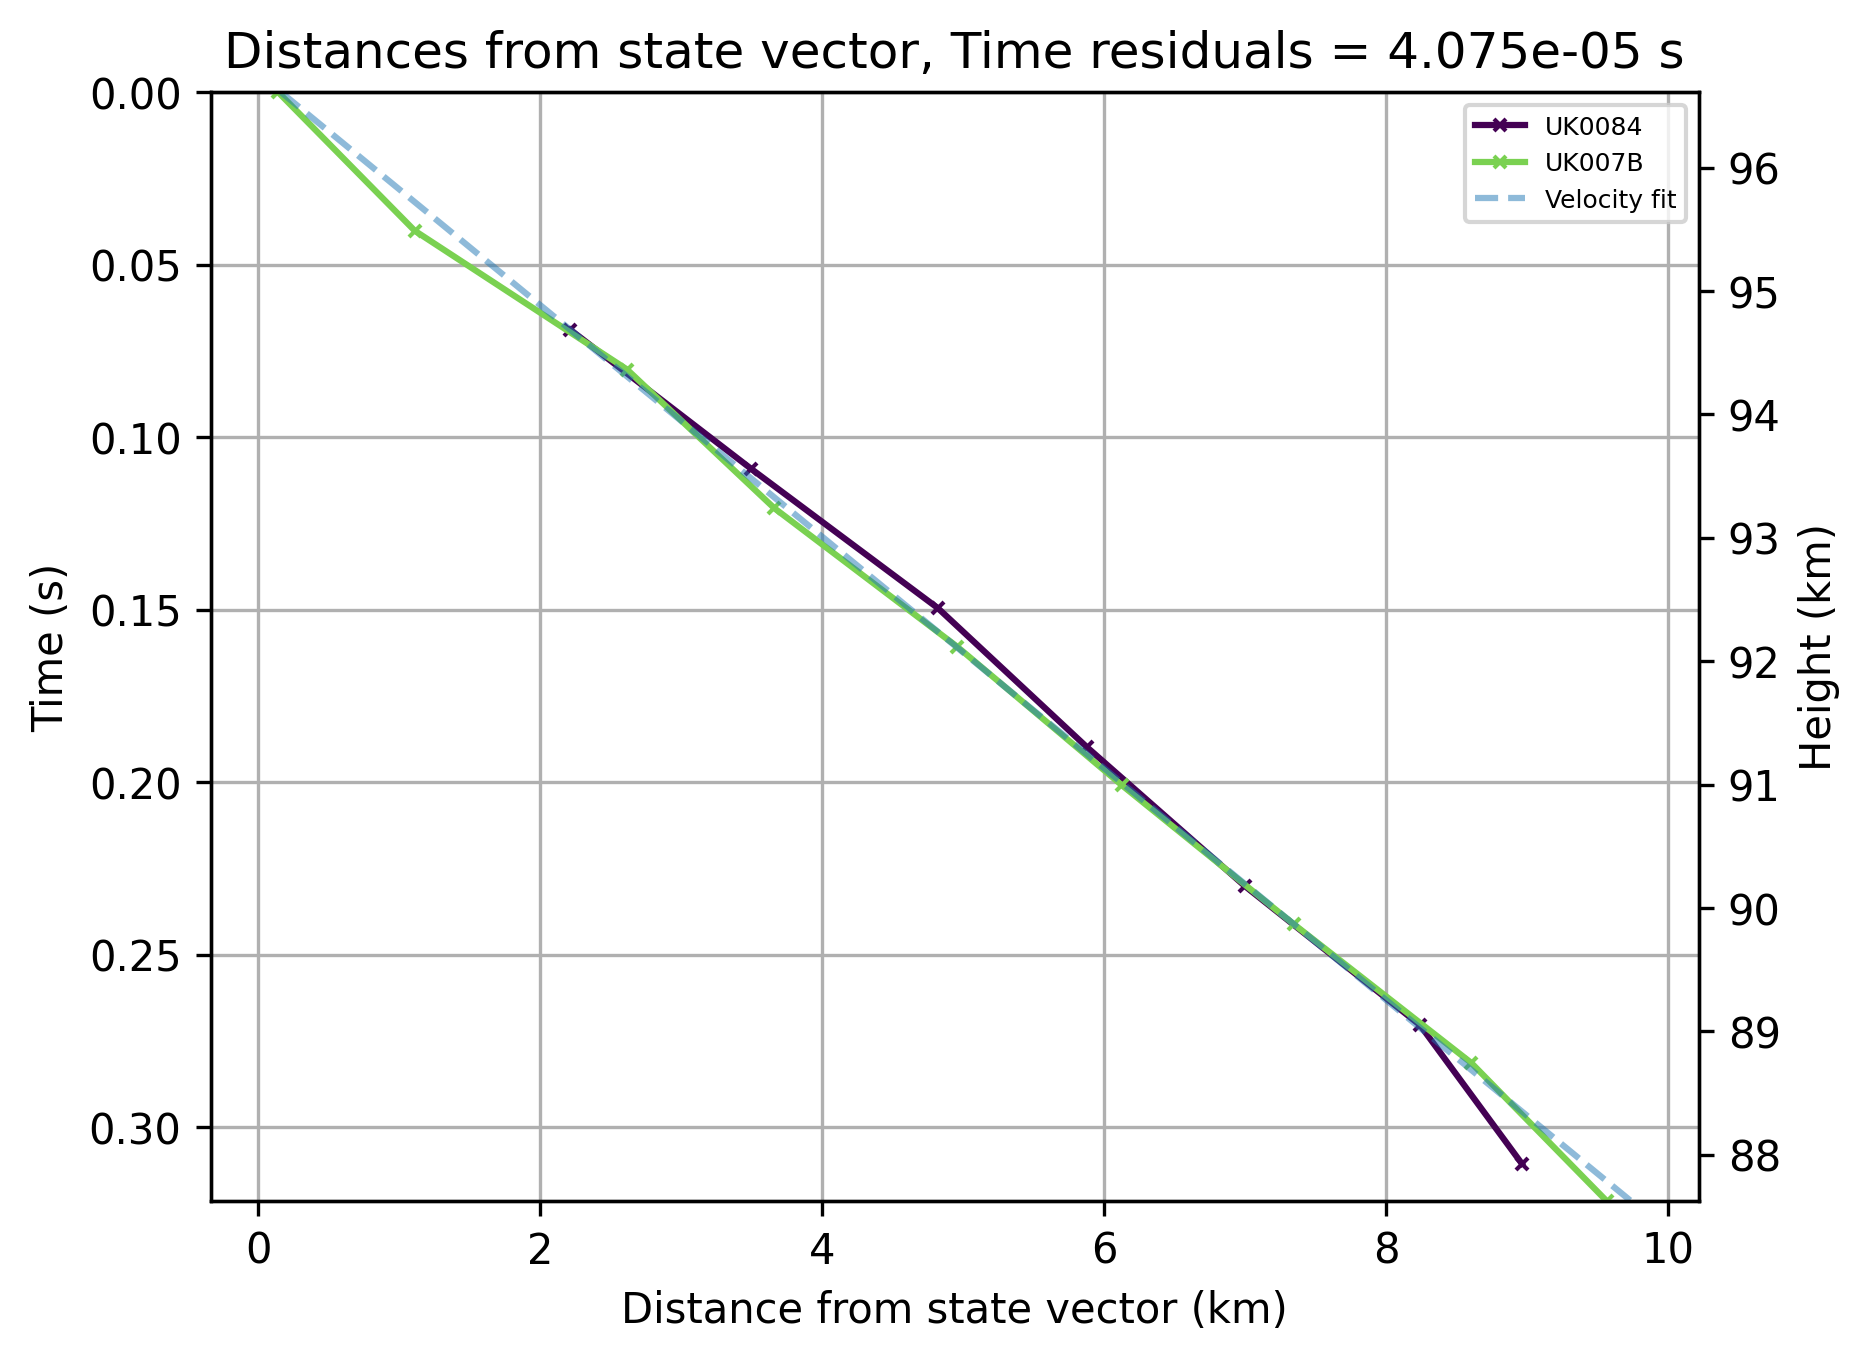 Distances from state vector, Time residuals = 4.075e-05 s
UK0084
UK007B
Velocity fit
0.00
0.05
0.10
0.15
0.20
0.25
0.30
Time (s)
96
95
94
93
92
91
90
89
88
Height (km)
0 2 4 6 8 10
Distance from state vector (km)